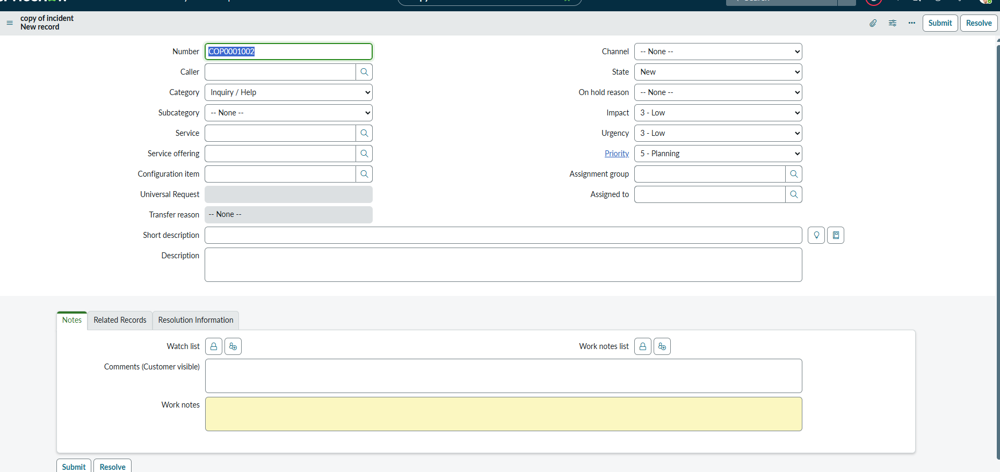 copy of incident
New record
Submit
Resolve
Number
COP0001002
Channel
-- None --
Caller
State
New
Category
Inquiry / Help
On hold reason
-- None --
Subcategory
-- None --
Impact
3 - Low
Service
Urgency
3 - Low
Service offering
Priority
5 - Planning
Configuration item
Assignment group
Universal Request
Assigned to
Transfer reason
-- None --
Short description
Description
Notes
Related Records
Resolution Information
Watch list
Work notes list
Comments (Customer visible)
Work notes
Submit
Resolve